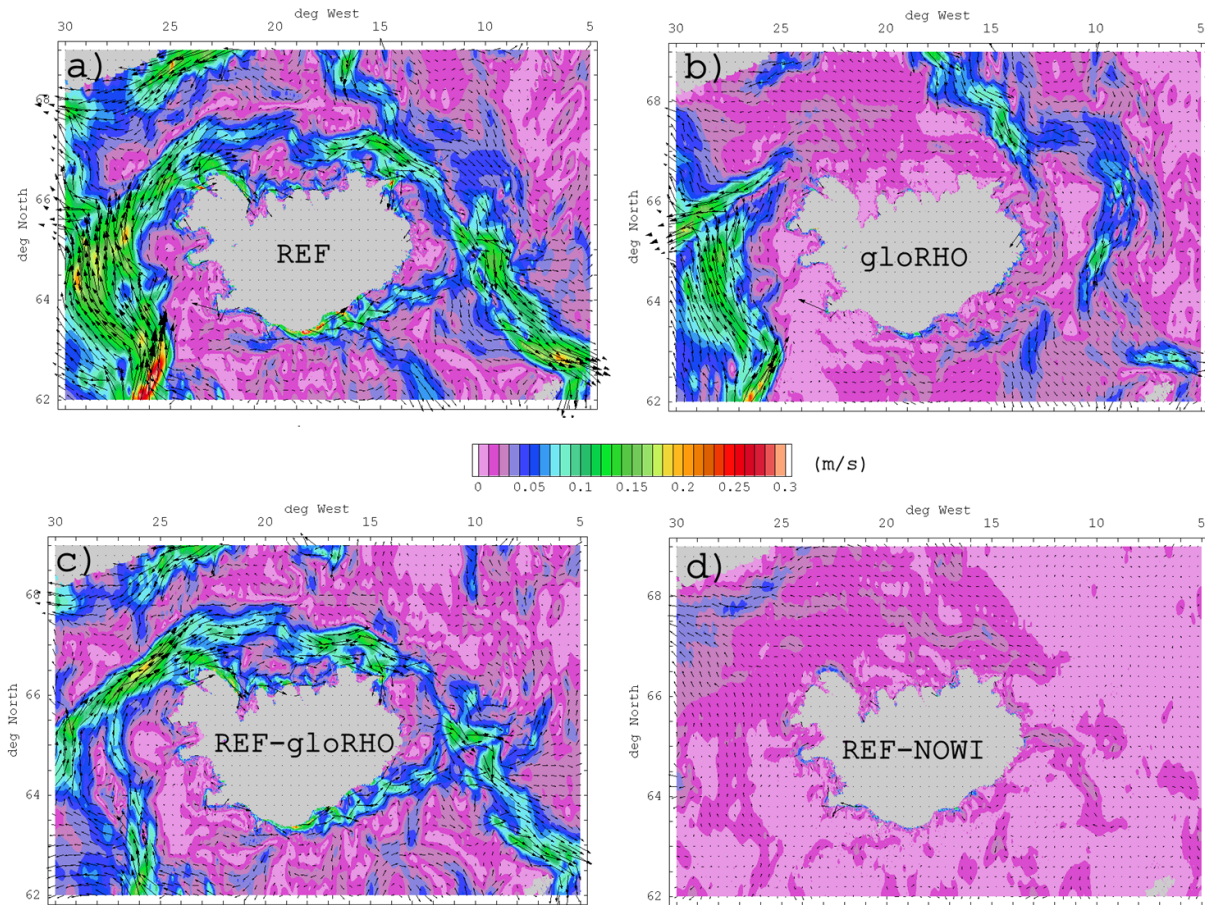 deg West
30 25 20 15 10 5
a)
68
66
64
62
deg North
REF
deg West
30 25 20 15 10 5
b)
68
66
64
62
deg North
gloRHO
0 0.05 0.1 0.15 0.2 0.25 0.3
(m/s)
deg West
30 25 20 15 10 5
c)
68
66
64
62
deg North
REF-gloRHO
deg West
30 25 20 15 10 5
d)
68
66
64
62
deg North
REF-NOWI